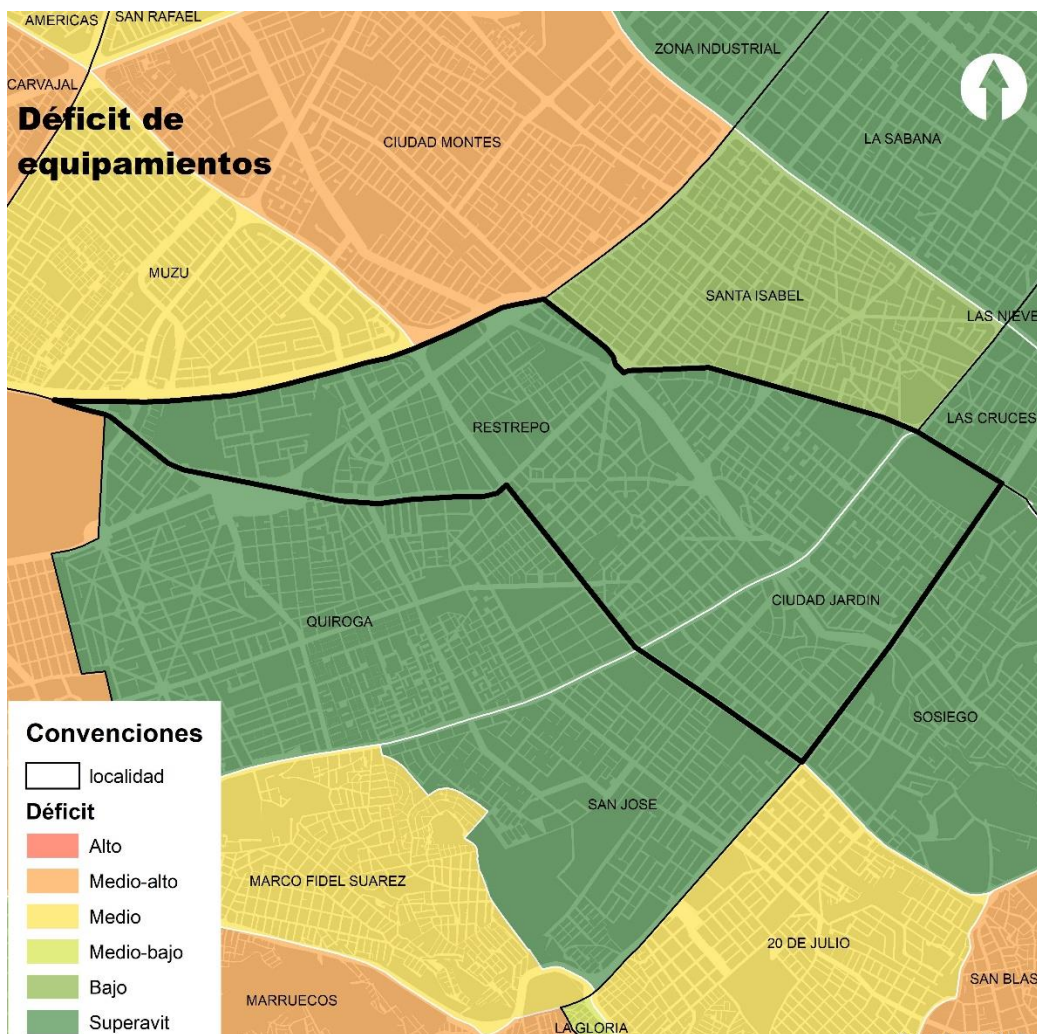 AMERICAS
SAN RAFAEL
ZONA INDUSTRIAL
CARVAJAL
Déficit de
equipamientos
CIUDAD MONTES
LA SABANA
MUZU
SANTA ISABEL
LAS NIEVE
RESTREPO
LAS CRUCES
CIUDAD JARDIN
QUIROGA
SOSIEGO
SAN JOSE
MARCO FIDEL SUAREZ
20 DE JULIO
SAN BLAS
MARRUECOS
LA GLORIA
Convenciones
localidad
Déficit
Alto
Medio-alto
Medio
Medio-bajo
Bajo
Superavit